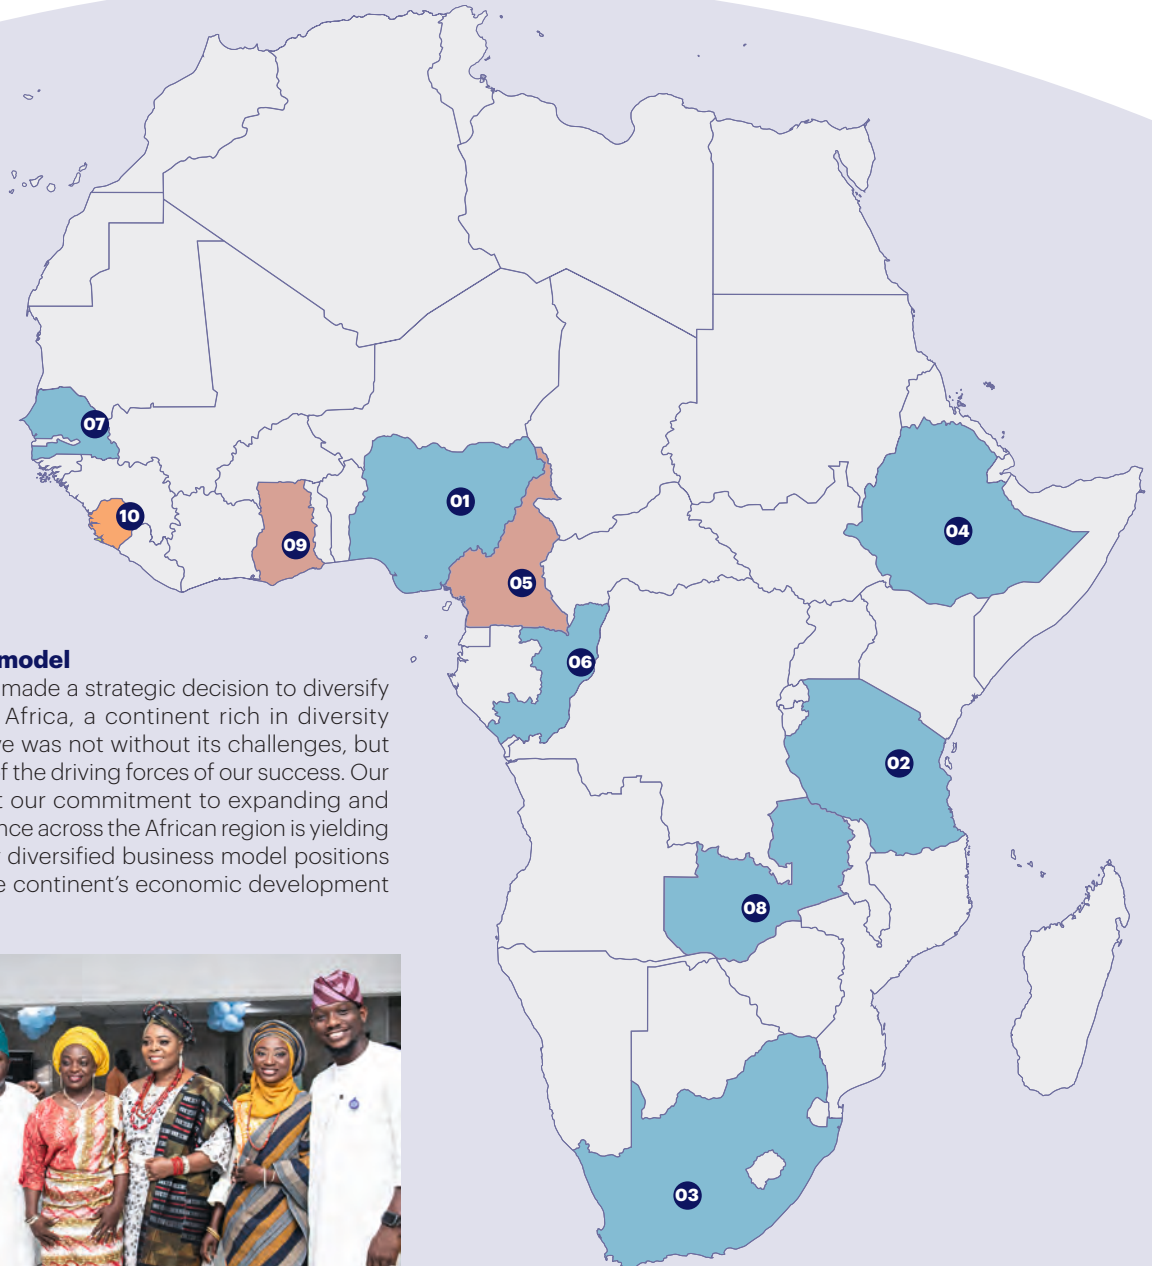 07
01
10
04
09
05
model
06
made a strategic decision to diversify
Africa, a continent rich in diversity
was not without its challenges, but
of the driving forces of our success. Our
our commitment to expanding and
across the African region is yielding
diversified business model positions
continent's economic development
02
08
03